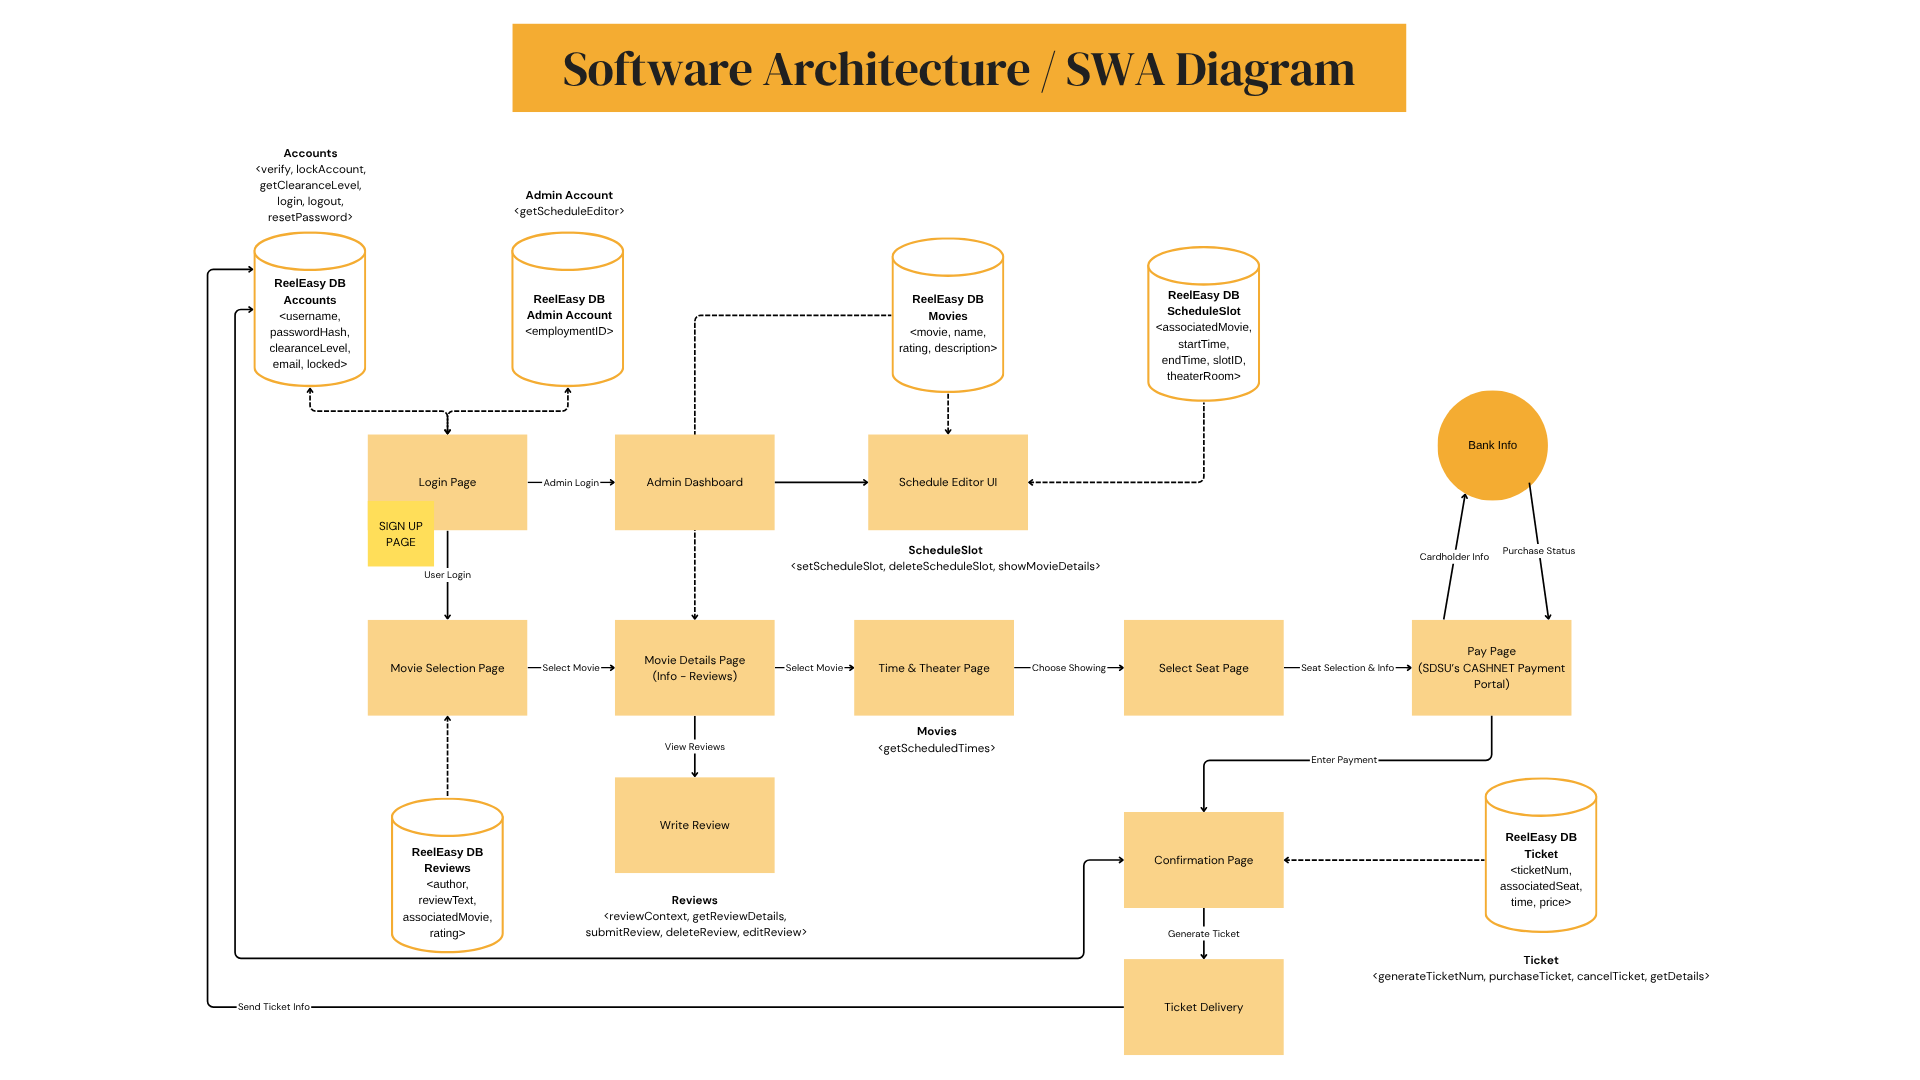 Software Architecture / SWA Diagram
Accounts
<verify, lockAccount,
getClearanceLevel,
login, logout,
resetPassword>
Admin Account
<getScheduleEditor>
ReelEasy DB
Accounts
<username,
passwordHash,
clearanceLevel,
email, locked>
ReelEasy DB
Admin Account
<employmentID>
ReelEasy DB
Movies
<movie, name,
rating, description>
ReelEasy DB
ScheduleSlot
<associatedMovie,
startTime,
endTime, slotID,
theaterRoom>
Bank Info
Login Page
Admin Login
Admin Dashboard
Schedule Editor UI
SIGN UP
PAGE
User Login
ScheduleSlot
<setScheduleSlot, deleteScheduleSlot, showMovieDetails>
Cardholder Info
Purchase Status
Movie Selection Page
Select Movie
Movie Details Page
(Info - Reviews)
Select Movie
Time & Theater Page
Choose Showing
Select Seat Page
Seat Selection & Info
Pay Page
(SDSU's CASHNET Payment
Portal)
Movies
<getScheduledTimes>
View Reviews
Enter Payment
Write Review
ReelEasy DB
Reviews
<author,
reviewText,
associatedMovie,
rating>
Reviews
<reviewContext, getReviewDetails,
submitReview, deleteReview, editReview>
Confirmation Page
ReelEasy DB
Ticket
<ticketNum,
associatedSeat,
time, price>
Generate Ticket
Ticket
<generateTicketNum, purchaseTicket, cancelTicket, getDetails>
Send Ticket Info
Ticket Delivery